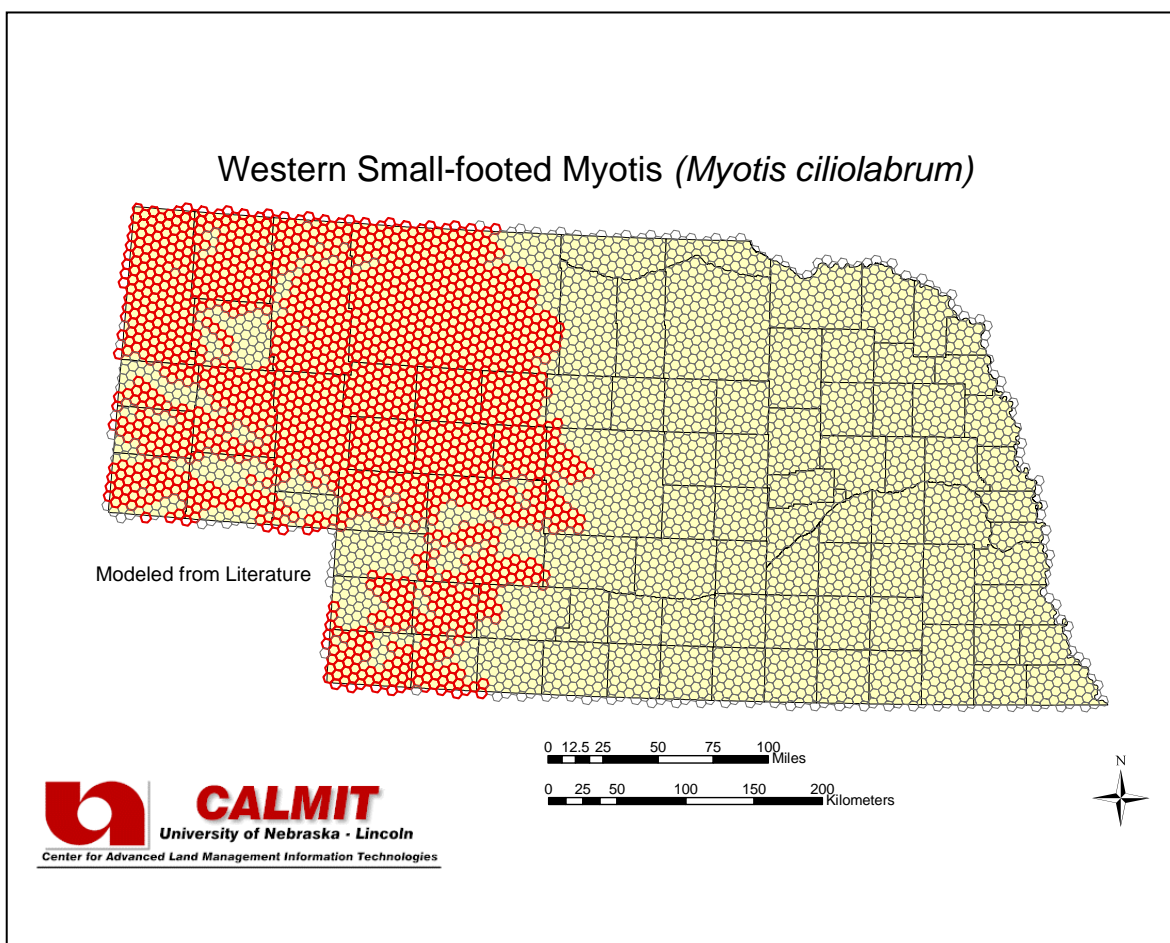 Western Small-footed Myotis (Myotis ciliolabrum)
Modeled from Literature
0 12.5 25 50 75 100
Miles
0 25 50 100 150 200
Kilometers
N
CALMIT
University of Nebraska - Lincoln
Center for Advanced Land Management Information Technologies